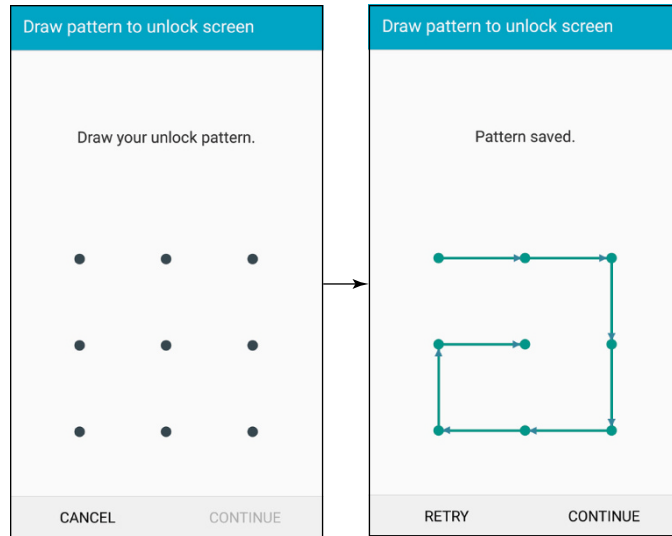 Draw pattern to unlock screen
Draw your unlock pattern.
CANCEL CONTINUE
Draw pattern to unlock screen
Pattern saved.
RETRY CONTINUE